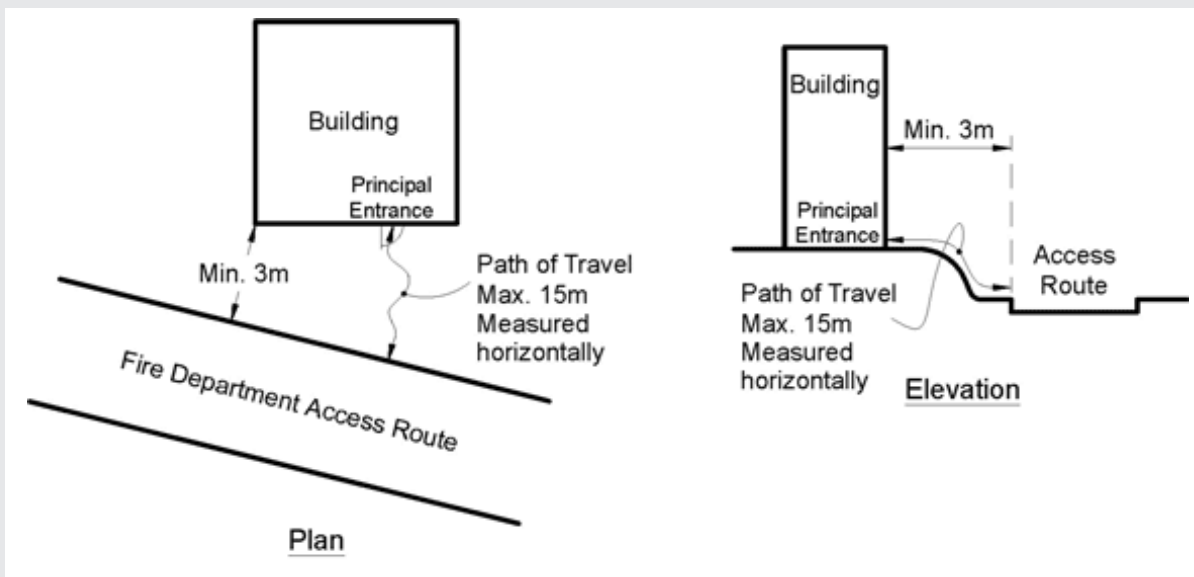 Building
Principal
Entrance
Min. 3m
Path of Travel
Max. 15m
Measured
horizontally
Fire Department Access Route
Plan
Building
Min. 3m
Principal
Entrance
Access
Route
Path of Travel
Max. 15m
Measured
horizontally
Elevation